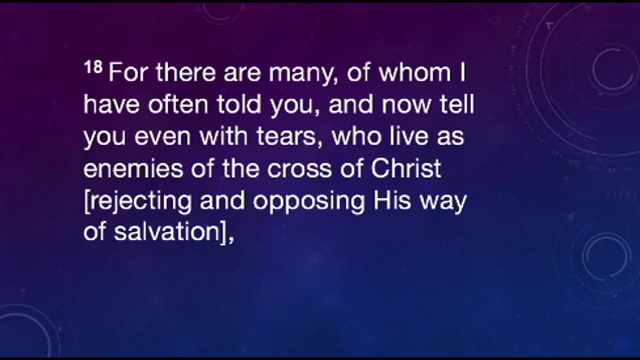 18 For there are many, of whom I
have often told you, and now tell
you even with tears, who live as
enemies of the cross of Christ
[rejecting and opposing His way
of salvation],